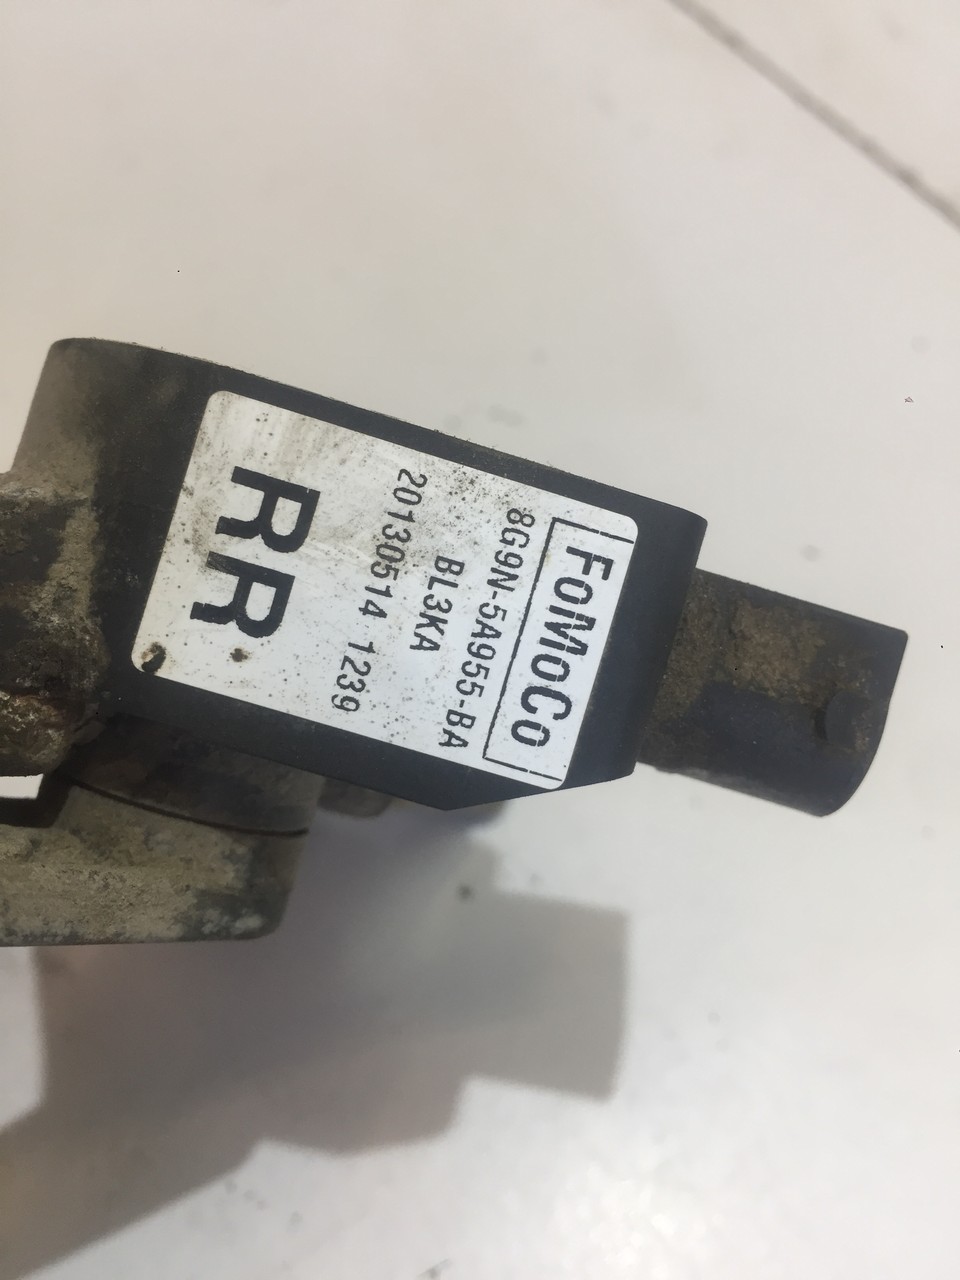 FoMoCo
8G9N-5A955-BA
BL3KA
20130514 1239
RR